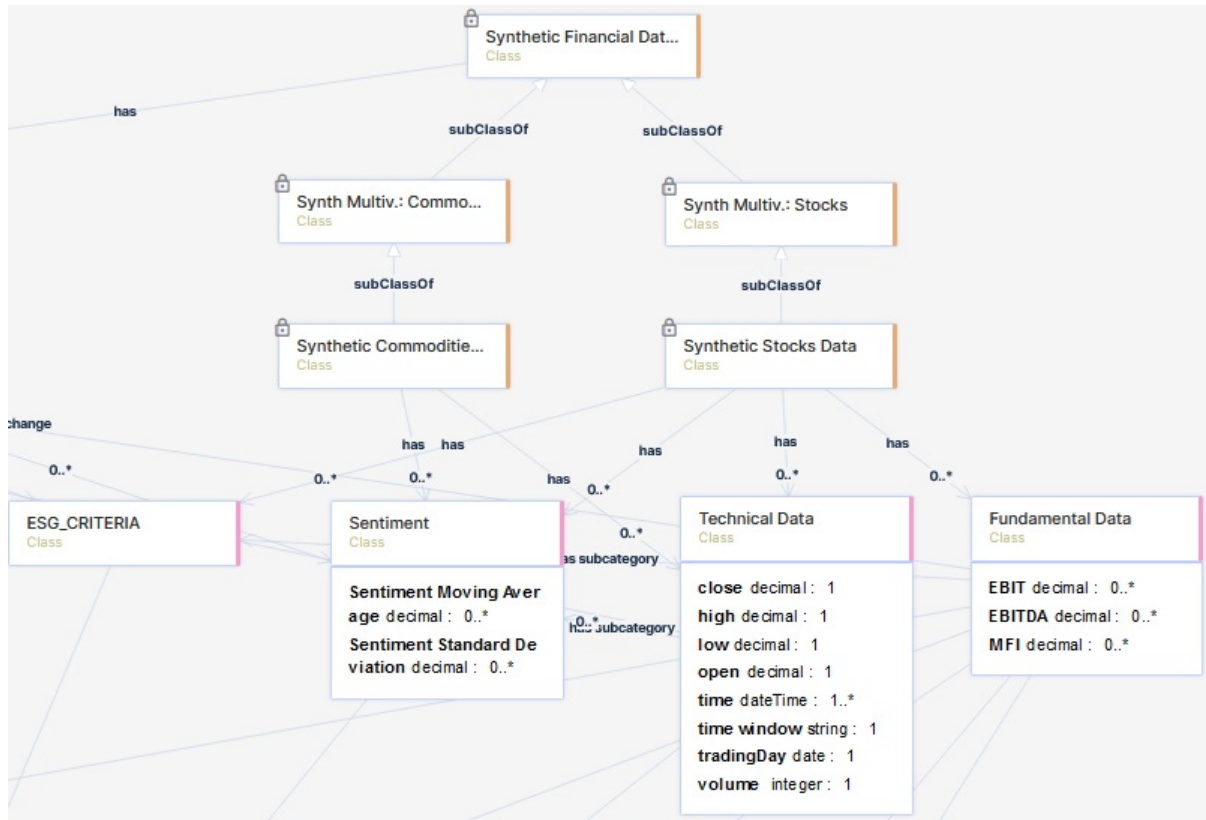 Synthetic Financial Dat...
Class
has
subClassOf
subClassOf
Synth Multiv.: Commo...
Class
Synth Multiv.: Stocks
Class
subClassOf
subClassOf
Synthetic Commoditie...
Class
Synthetic Stocks Data
Class
change
has
has
has
has
has
has
0..*
0..*
0..*
0..*
0..*
0..*
0..*
ESG_CRITERIA
Class
Sentiment
Class
Sentiment Moving Aver
age decimal : 0..*
Sentiment Standard De
viation decimal : 0..*
as subcategory
0..*
subcategory
Technical Data
Class
close decimal : 1
high decimal : 1
low decimal : 1
open decimal : 1
time dateTime : 1..*
time window string : 1
tradingDay date : 1
volume integer : 1
Fundamental Data
Class
EBIT decimal : 0..*
EBITDA decimal : 0..*
MFI decimal : 0..*